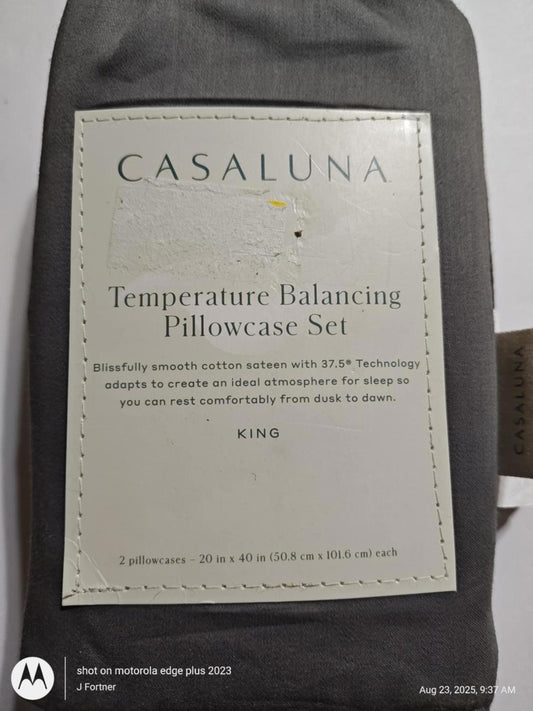 CASALUNA
Temperature Balancing
Pillowcase Set
Blissfully smooth cotton sateen with 37.5® Technology
adapts to create an ideal atmosphere for sleep so
you can rest comfortably from dusk to dawn.
KING
2 pillowcases – 20 in x 40 in (50.8 cm x 101.6 cm) each
CASALUNA
shot on motorola edge plus 2023
J Fortner
Aug 23, 2025, 9:37 AM